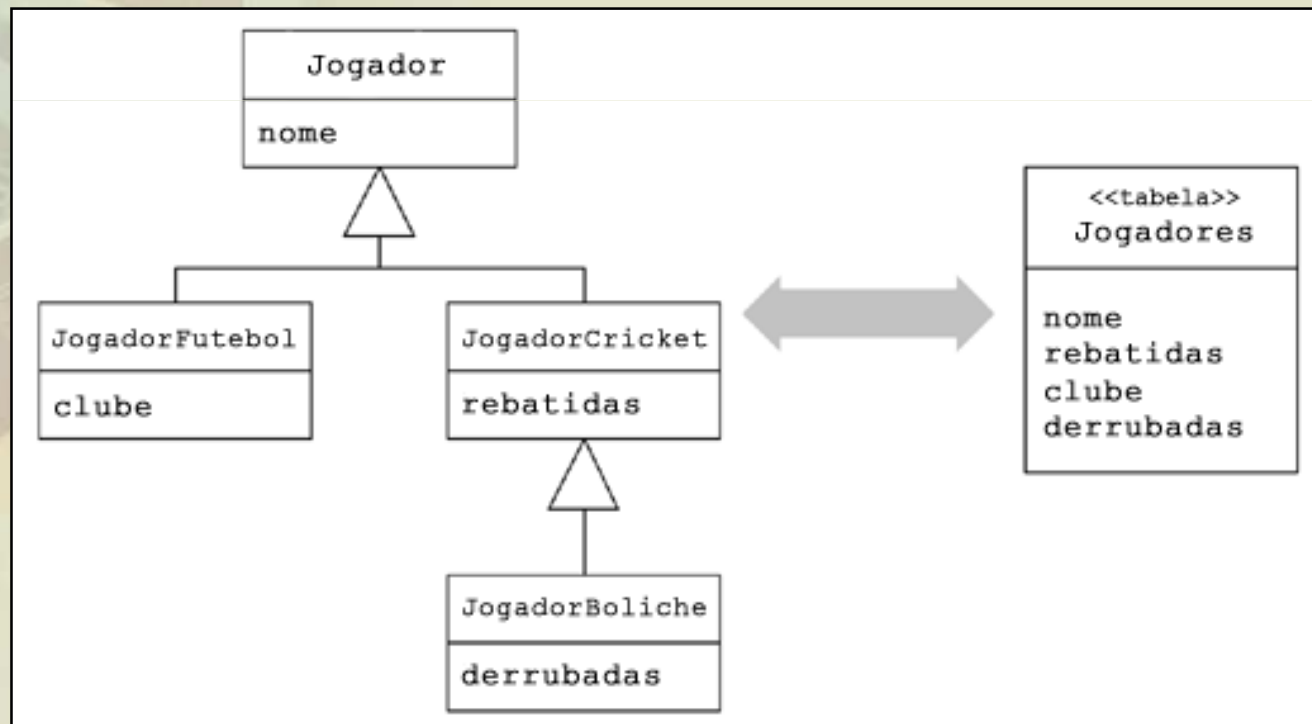 Jogador
nome
JogadorFutebol
clube
JogadorCricket
rebatidas
JogadorBoliche
derrubadas
<<tabela>>
Jogadores
nome
rebatidas
clube
derrubadas